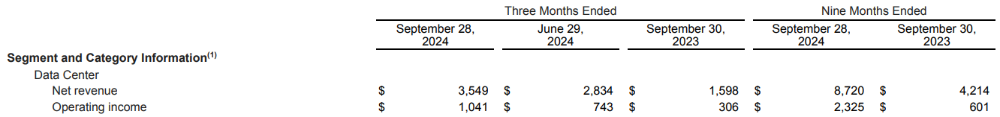 Three Months Ended Nine Months Ended
September 28, 2024 June 29, 2024 September 30, 2023 September 28, 2024 September 30, 2023
Segment and Category Information(1)
Data Center
Net revenue $ 3,549 $ 2,834 $ 1,598 $ 8,720 $ 4,214
Operating income $ 1,041 $ 743 $ 306 $ 2,325 $ 601